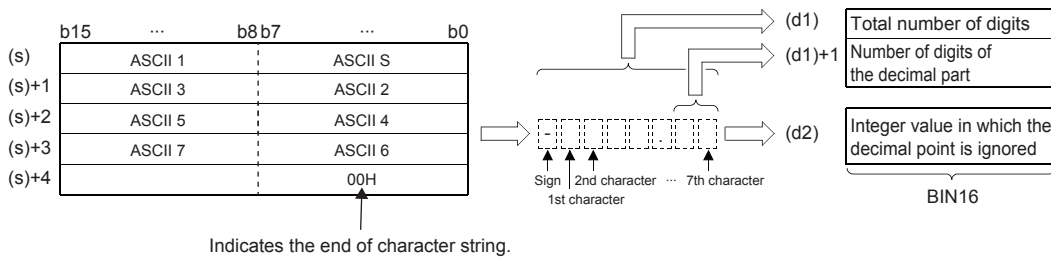 b15 ... b8 b7 ... b0
(s) ASCII 1 ASCII S
(s)+1 ASCII 3 ASCII 2
(s)+2 ASCII 5 ASCII 4
(s)+3 ASCII 7 ASCII 6
(s)+4 00H
Indicates the end of character string.
- .
Sign 2nd character ... 7th character
1st character
(d1) Total number of digits
(d1)+1 Number of digits of
the decimal part
(d2) Integer value in which the
decimal point is ignored
BIN16